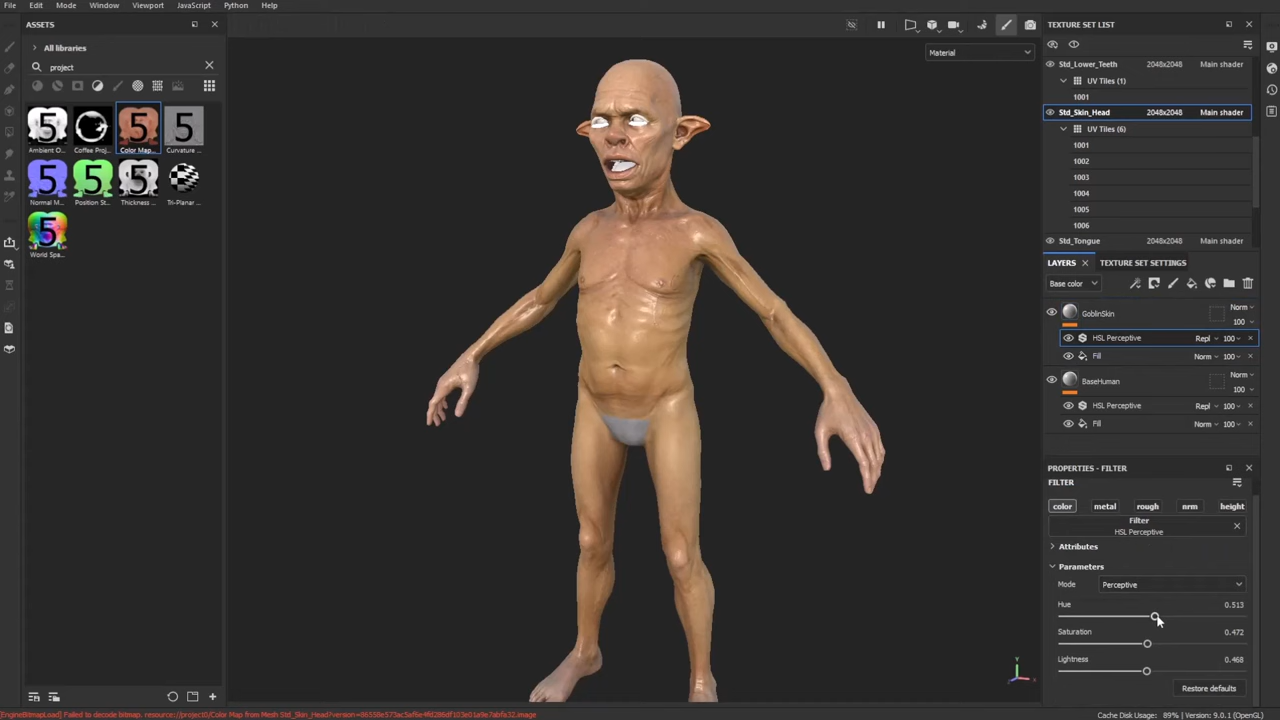 File Edit Mode Window Viewport JavaScript Python Help
ASSETS
All libraries
project
Ambient O...
Coffee Proj...
Color Map...
Curvature ...
Normal M...
Position St...
Thickness ...
Tri-Planar ...
World Spa...
Material
TEXTURE SET LIST
Std_Lower_Teeth 2048x2048 Main shader
UV Tiles (1)
1001
Std_Skin_Head 2048x2048 Main shader
UV Tiles (6)
1001
1002
1003
1004
1005
1006
Std_Tongue 2048x2048 Main shader
LAYERS TEXTURE SET SETTINGS
Base color
GoblinSkin Norm
100
HSL Perceptive Repl 100
Fill Norm 100
BaseHuman Norm
100
HSL Perceptive Repl 100
Fill Norm 100
PROPERTIES - FILTER
FILTER
color metal rough nrm height
Filter
HSL Perceptive
Attributes
Parameters
Mode Perceptive
Hue 0.513
Saturation 0.472
Lightness 0.468
Restore defaults
Cache Disk Usage: 89% | Version: 9.0.1 (OpenGL)